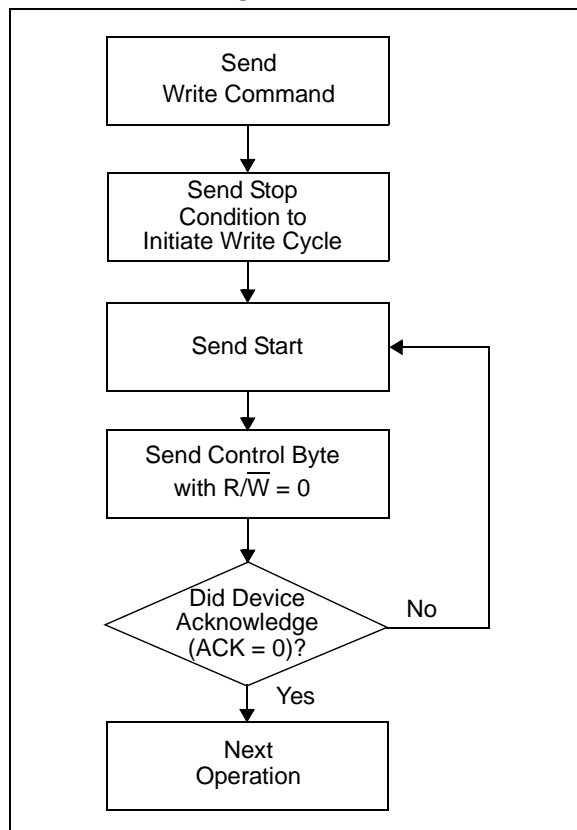 Send
Write Command
Send Stop
Condition to
Initiate Write Cycle
Send Start
Send Control Byte
with R/W̅ = 0
Did Device
Acknowledge
(ACK = 0)?
No
Yes
Next
Operation